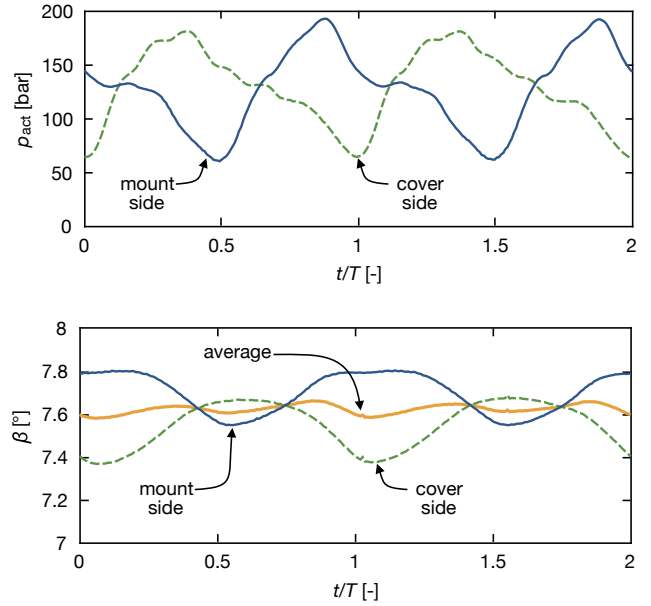 200
150
100
50
0
p_act [bar]
mount
side
cover
side
0
0.5
1
1.5
2
t/T [-]
8
7.8
7.6
7.4
7.2
7
β [°]
average
mount
side
cover
side
0
0.5
1
1.5
2
t/T [-]